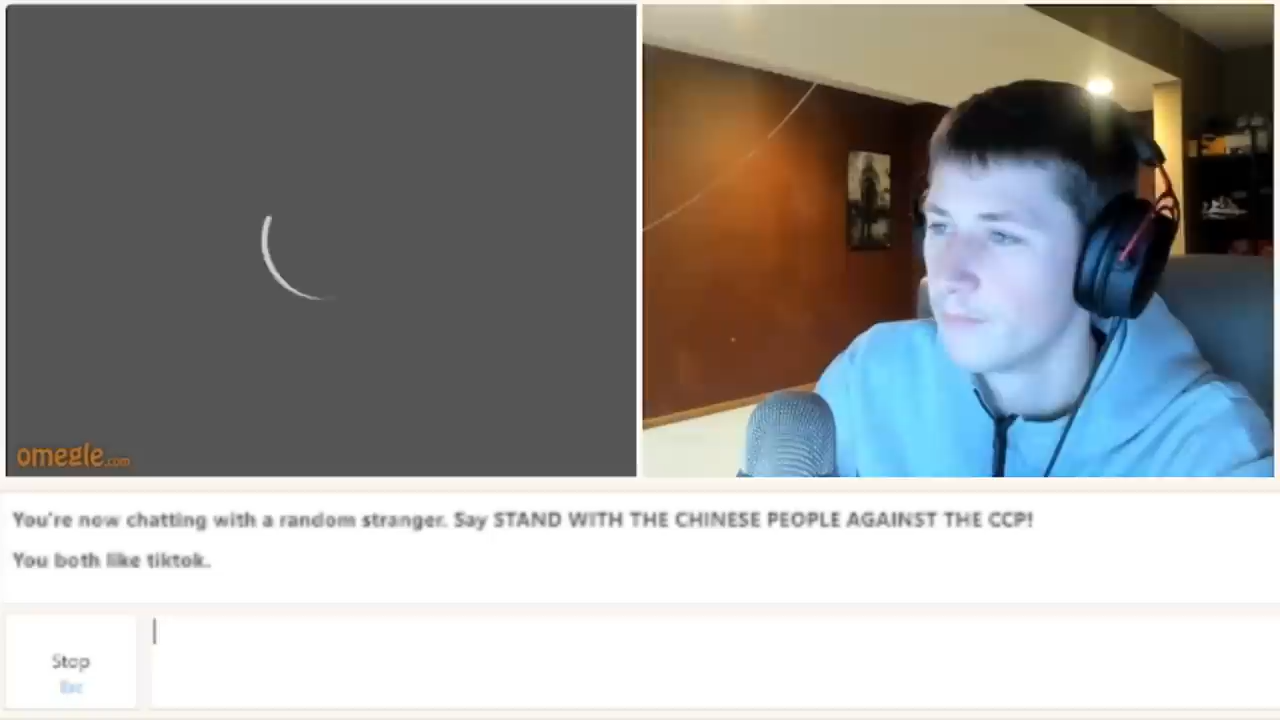 omegle.com
You're now chatting with a random stranger. Say STAND WITH THE CHINESE PEOPLE AGAINST THE CCP!
You both like tiktok.
Stop
Esc